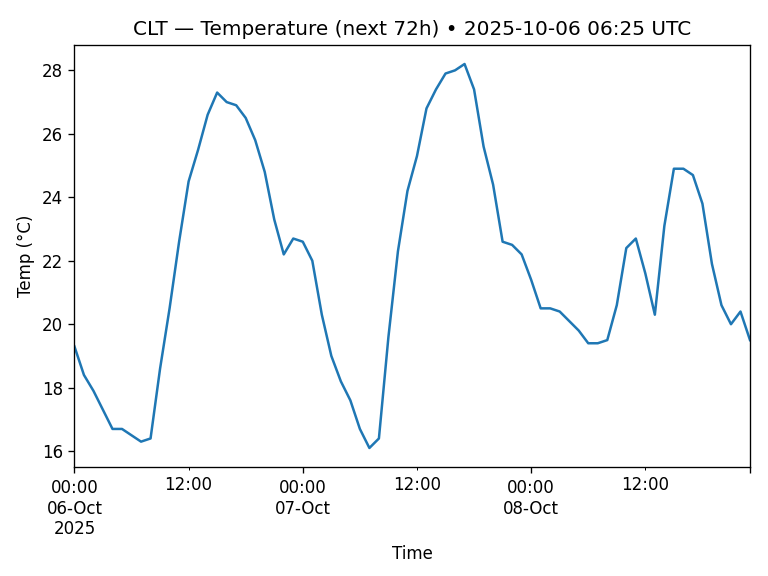 CLT — Temperature (next 72h) • 2025-10-06 06:25 UTC
Temp (°C)
28
26
24
22
20
18
16
00:00
06-Oct
2025
12:00
00:00
07-Oct
12:00
00:00
08-Oct
12:00
Time